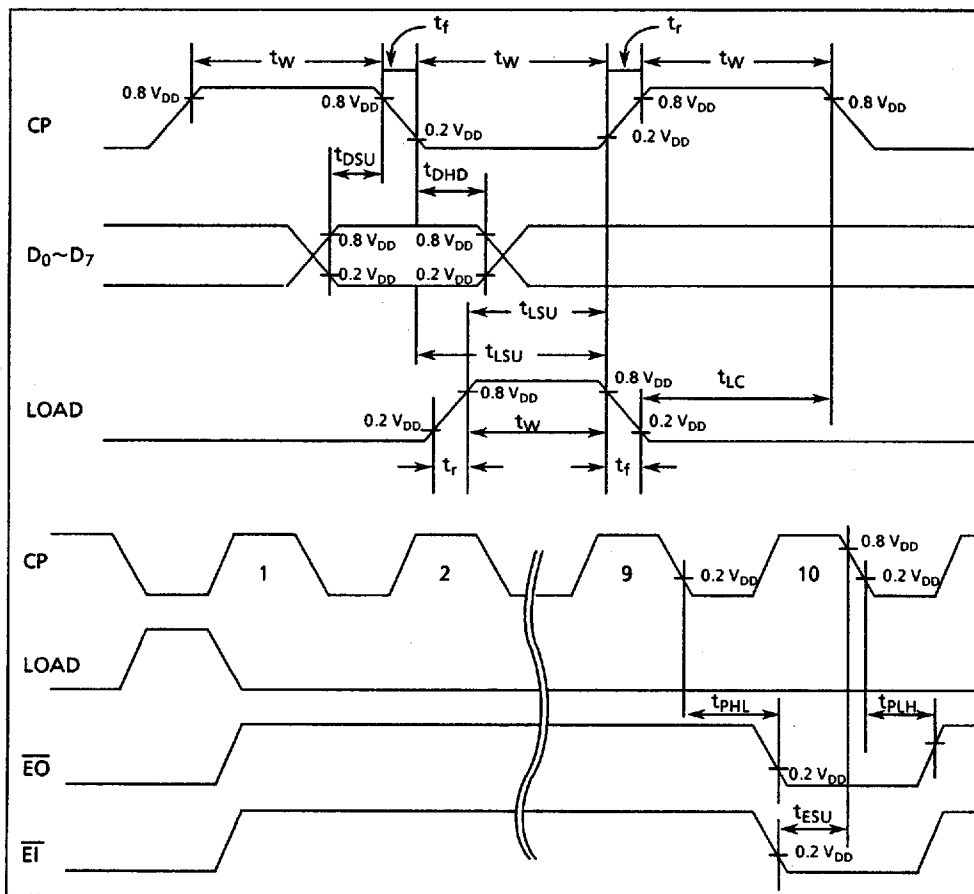 tf tr
tW tW tW
0.8 VDD 0.8 VDD 0.8 VDD 0.8 VDD
CP
0.2 VDD 0.2 VDD
tDSU tDHD
D0~D7
0.8 VDD 0.8 VDD
0.2 VDD 0.2 VDD
tLSU
tLSU
0.8 VDD 0.8 VDD tLC
LOAD
0.2 VDD tW 0.2 VDD
tr tf
CP 1 2 9 0.2 VDD 10 0.8 VDD
0.2 VDD
LOAD
tPHL tPLH
EO
0.2 VDD
tESU
EI
0.2 VDD